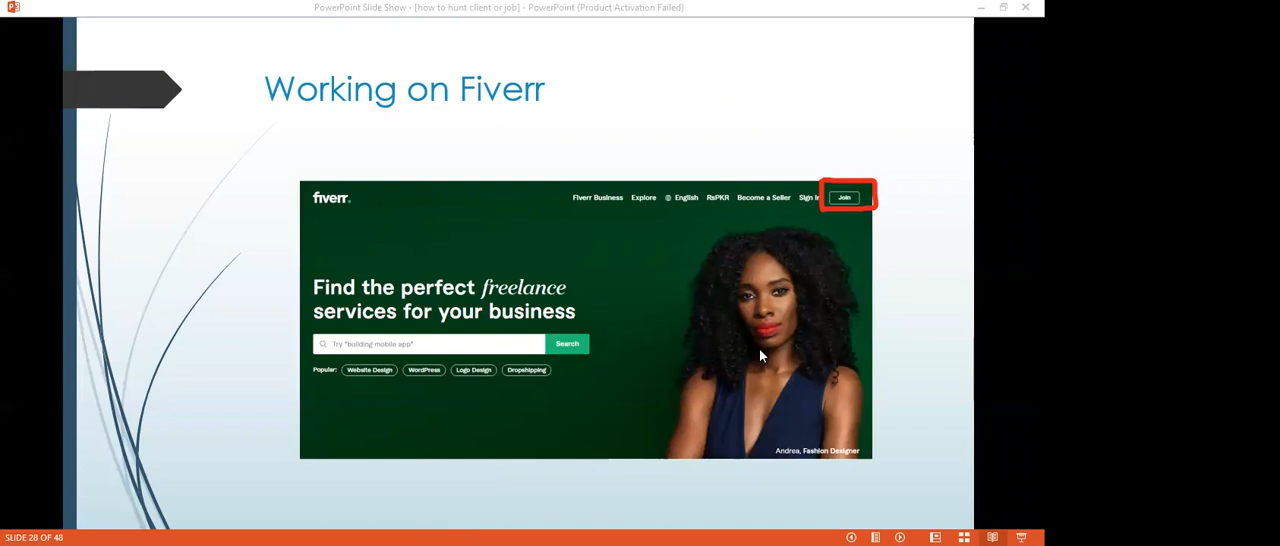 PowerPoint Slide Show - [how to hunt client or job] - PowerPoint (Product Activation Failed)
Working on Fiverr
fiverr.
Fiverr Business Explore English RsPKR Become a Seller Sign In Join
Find the perfect freelance
services for your business
Try "building mobile app" Search
Popular: Website Design WordPress Logo Design Dropshipping
Andrea, Fashion Designer
SLIDE 28 OF 48